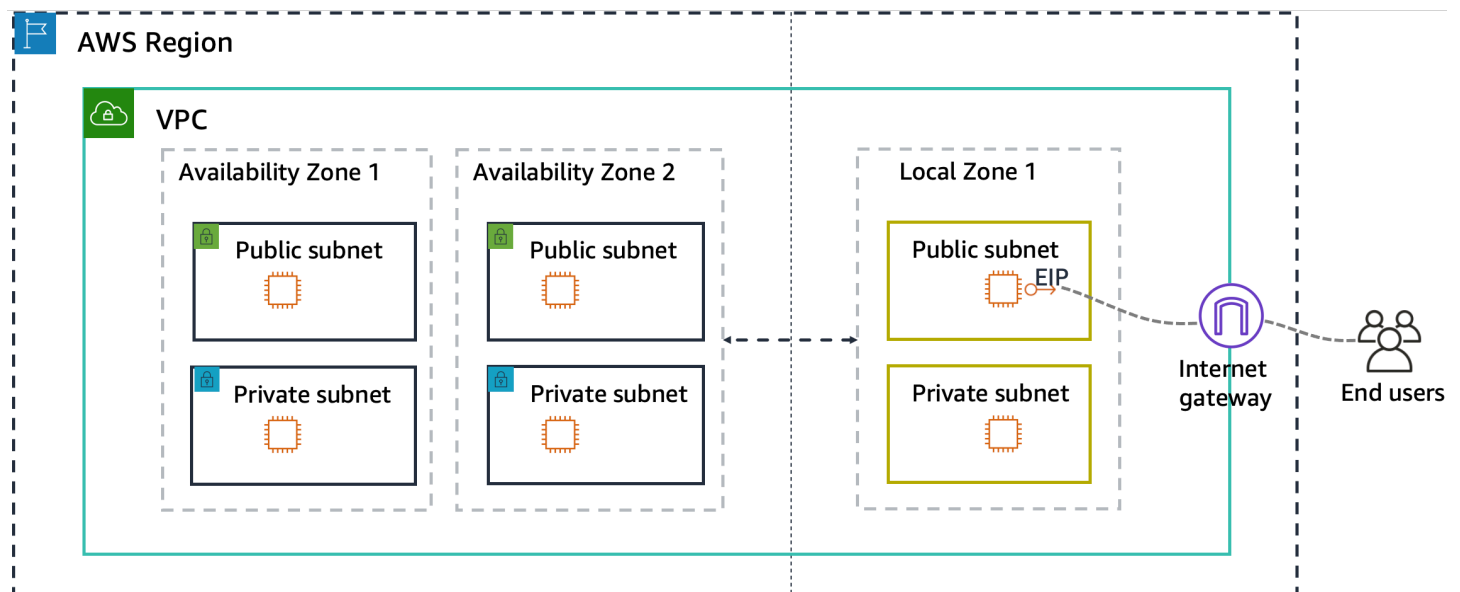 AWS Region
VPC
Availability Zone 1
Public subnet
Private subnet
Availability Zone 2
Public subnet
Private subnet
Local Zone 1
Public subnet
EIP
Private subnet
Internet
gateway
End users